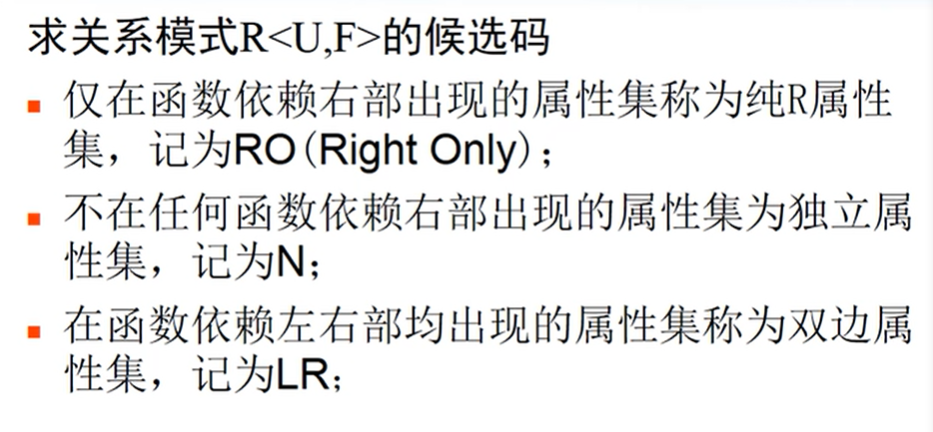 求关系模式R<U,F>的候选码
仅在函数依赖右部出现的属性集称为纯R属性
集，记为RO(Right Only)；
不在任何函数依赖右部出现的属性集为独立属
性集，记为N；
在函数依赖左右部均出现的属性集称为双边属
性集，记为LR；